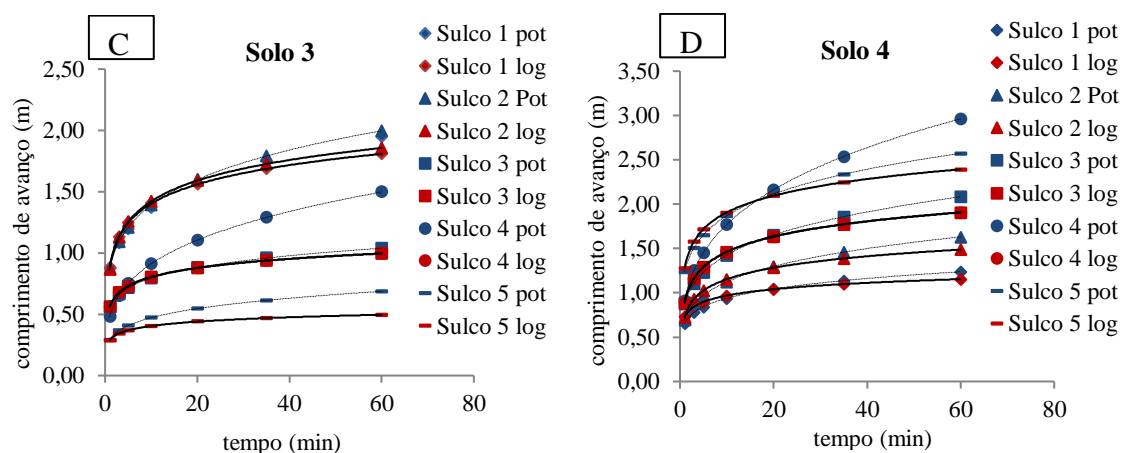 C
Solo 3
comprimento de avanço (m)
2,50
2,00
1,50
1,00
0,50
0,00
0
20
40
60
80
tempo (min)
Sulco 1 pot
Sulco 1 log
Sulco 2 Pot
Sulco 2 log
Sulco 3 pot
Sulco 3 log
Sulco 4 pot
Sulco 4 log
Sulco 5 pot
Sulco 5 log
D
Solo 4
comprimento de avanço (m)
3,50
3,00
2,50
2,00
1,50
1,00
0,50
0,00
0
20
40
60
80
tempo (min)
Sulco 1 pot
Sulco 1 log
Sulco 2 Pot
Sulco 2 log
Sulco 3 pot
Sulco 3 log
Sulco 4 pot
Sulco 4 log
Sulco 5 pot
Sulco 5 log